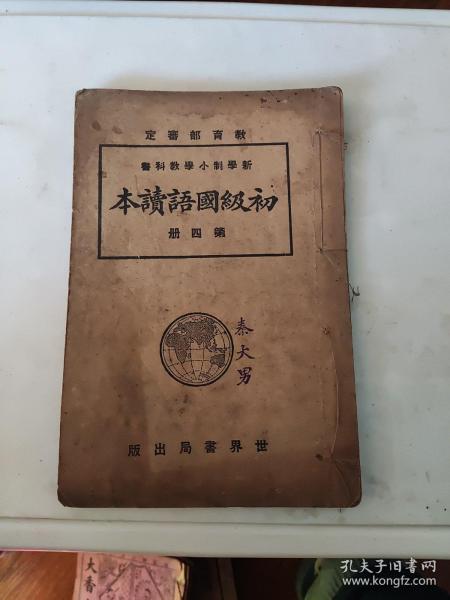 教育部審定
新學制小學教科書
初級國語讀本
第四冊
秦大男
世界書局出版
大香
孔夫子旧书网
www.kongfz.com